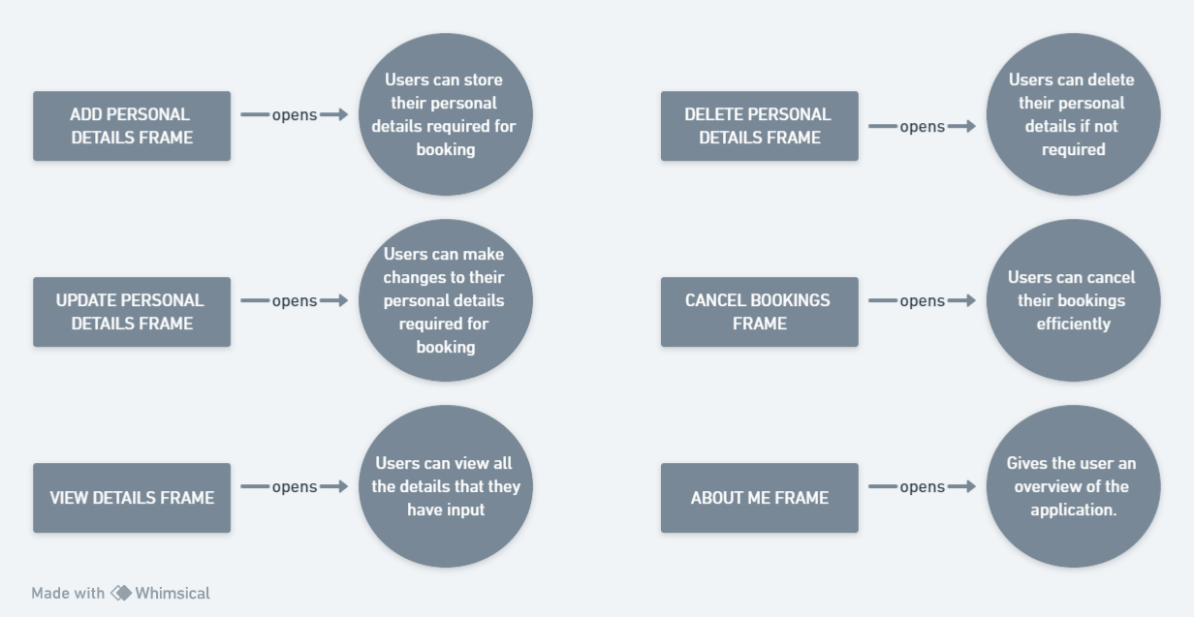 ADD PERSONAL
DETAILS FRAME
opens
Users can store
their personal
details required for
booking
DELETE PERSONAL
DETAILS FRAME
opens
Users can delete
their personal
details if not
required
UPDATE PERSONAL
DETAILS FRAME
opens
Users can make
changes to their
personal details
required for
booking
CANCEL BOOKINGS
FRAME
opens
Users can cancel
their bookings
efficiently
VIEW DETAILS FRAME
opens
Users can view all
the details that they
have input
ABOUT ME FRAME
opens
Gives the user an
overview of the
application.
Made with Whimsical